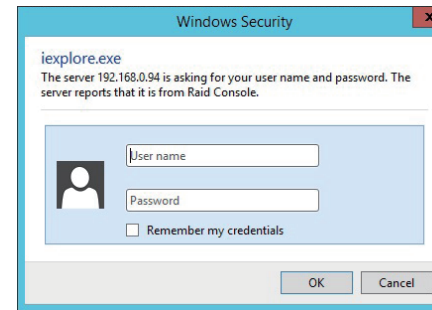 Windows Security
x
iexplore.exe
The server 192.168.0.94 is asking for your user name and password. The
server reports that it is from Raid Console.
User name
Password
Remember my credentials
OK
Cancel